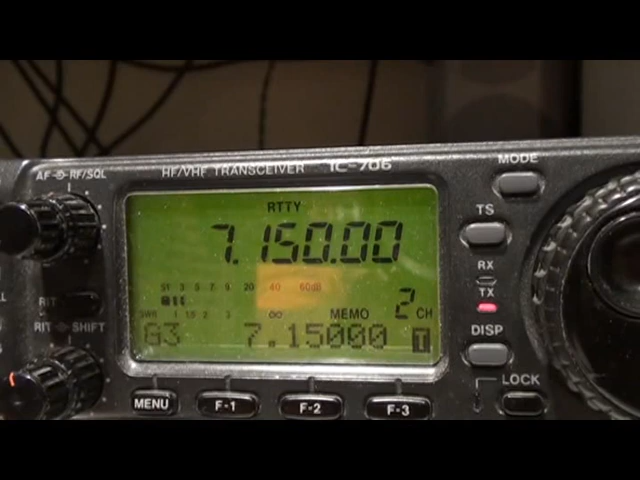 HF/VHF TRANSCEIVER IC-706
MODE
AF RF/SQL
RTTY
TS
7.150.00
RX
S1 3 5 7 9 20 40 60dB
TX
RIT
2 CH
MEMO
SWR 1 1.5 2 3 ∞
RIT SHIFT
DISP
G3 7.15000 T
LOCK
MENU F-1 F-2 F-3